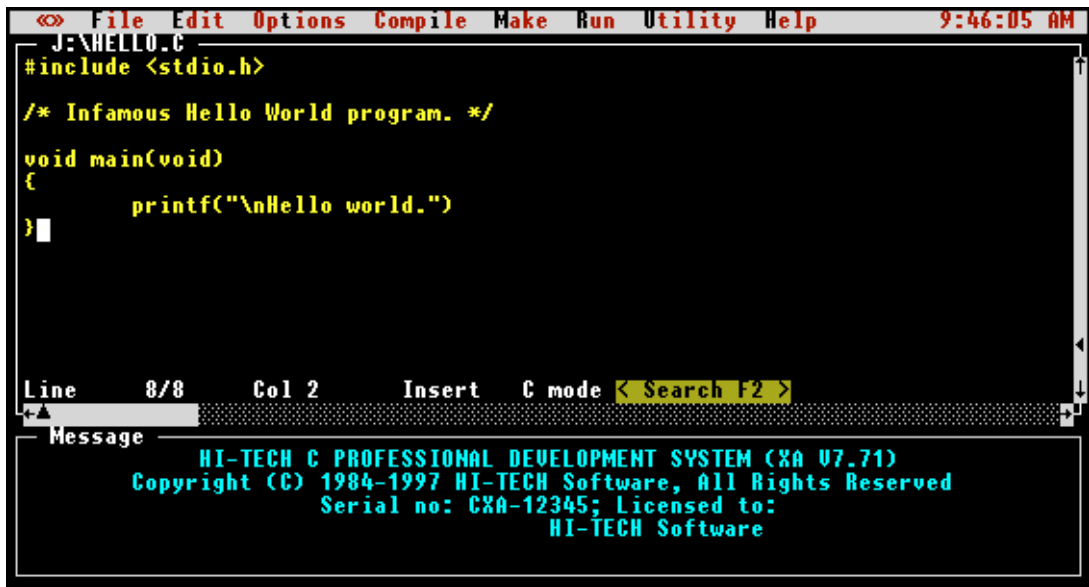 <<>> File Edit Options Compile Make Run Utility Help 9:46:05 AM
J:\HELLO.C
#include <stdio.h>
/* Infamous Hello World program. */
void main(void)
{
printf("\nHello world.")
}
Line 8/8 Col 2 Insert C mode < Search F2 >
Message
HI-TECH C PROFESSIONAL DEVELOPMENT SYSTEM (XA V7.71)
Copyright (C) 1984-1997 HI-TECH Software, All Rights Reserved
Serial no: CXA-12345; Licensed to:
HI-TECH Software